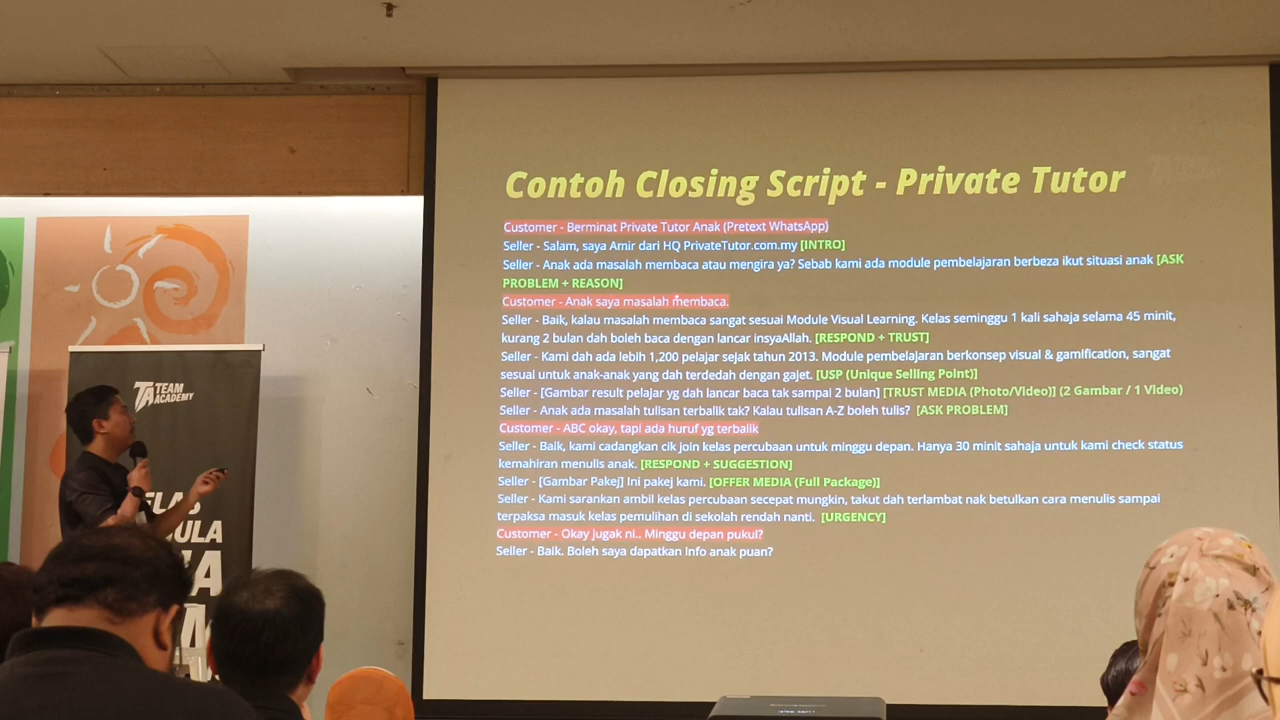 Contoh Closing Script - Private Tutor
Customer - Berminat Private Tutor Anak (Pretext WhatsApp)
Seller - Salam, saya Amir dari HQ PrivateTutor.com.my [INTRO]
Seller - Anak ada masalah membaca atau mengira ya? Sebab kami ada module pembelajaran berbeza ikut situasi anak [ASK
PROBLEM + REASON]
Customer - Anak saya masalah membaca.
Seller - Baik, kalau masalah membaca sangat sesuai Module Visual Learning. Kelas seminggu 1 kali sahaja selama 45 minit,
kurang 2 bulan dah boleh baca dengan lancar insyaAllah. [RESPOND + TRUST]
Seller - Kami dah ada lebih 1,200 pelajar sejak tahun 2013. Module pembelajaran berkonsep visual & gamification, sangat
sesuai untuk anak-anak yang dah terdedah dengan gajet. [USP (Unique Selling Point)]
Seller - [Gambar result pelajar yg dah lancar baca tak sampai 2 bulan] [TRUST MEDIA (Photo/Video)] (2 Gambar / 1 Video)
Seller - Anak ada masalah tulisan terbalik tak? Kalau tulisan A-Z boleh tulis? [ASK PROBLEM]
Customer - ABC okay, tapi ada huruf yg terbalik
Seller - Baik, kami cadangkan cik join kelas percubaan untuk minggu depan. Hanya 30 minit sahaja untuk kami check status
kemahiran menulis anak. [RESPOND + SUGGESTION]
Seller - [Gambar Pakej] Ini pakej kami. [OFFER MEDIA (Full Package)]
Seller - Kami sarankan ambil kelas percubaan secepat mungkin, takut dah terlambat nak betulkan cara menulis sampai
terpaksa masuk kelas pemulihan di sekolah rendah nanti. [URGENCY]
Customer - Okay jugak ni.. Minggu depan pukul?
Seller - Baik. Boleh saya dapatkan info anak puan?
TA TEAM
ACADEMY